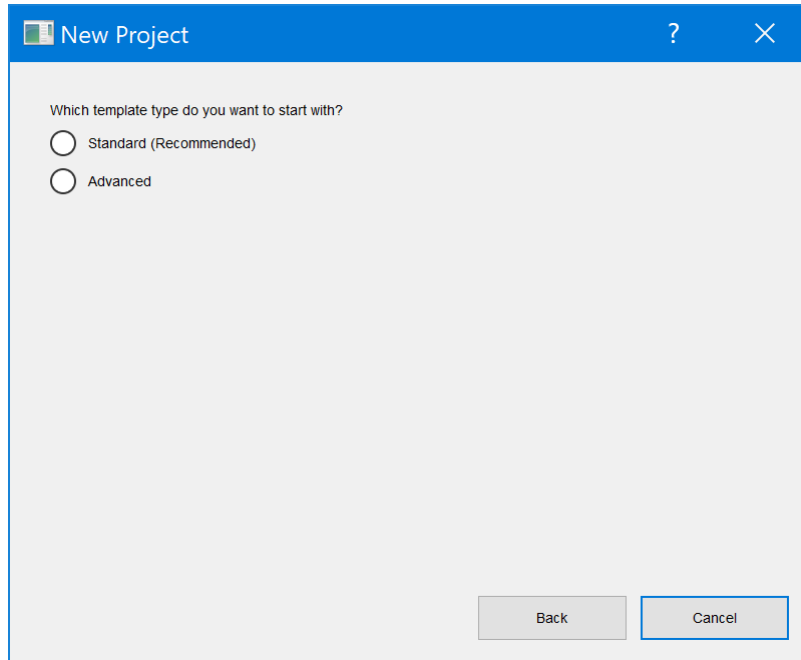 New Project
?
Which template type do you want to start with?
Standard (Recommended)
Advanced
Back
Cancel